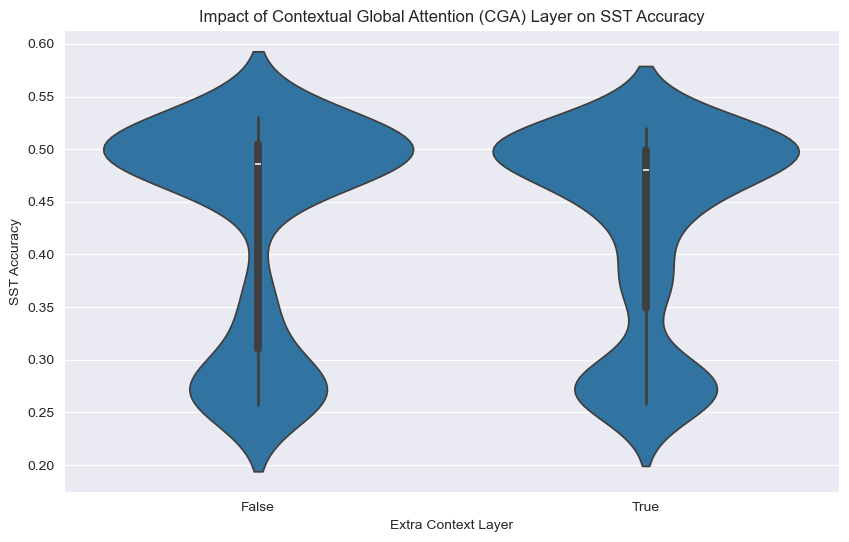 Impact of Contextual Global Attention (CGA) Layer on SST Accuracy
0.60
0.55
0.50
0.45
0.40
0.35
0.30
0.25
0.20
SST Accuracy
False
True
Extra Context Layer